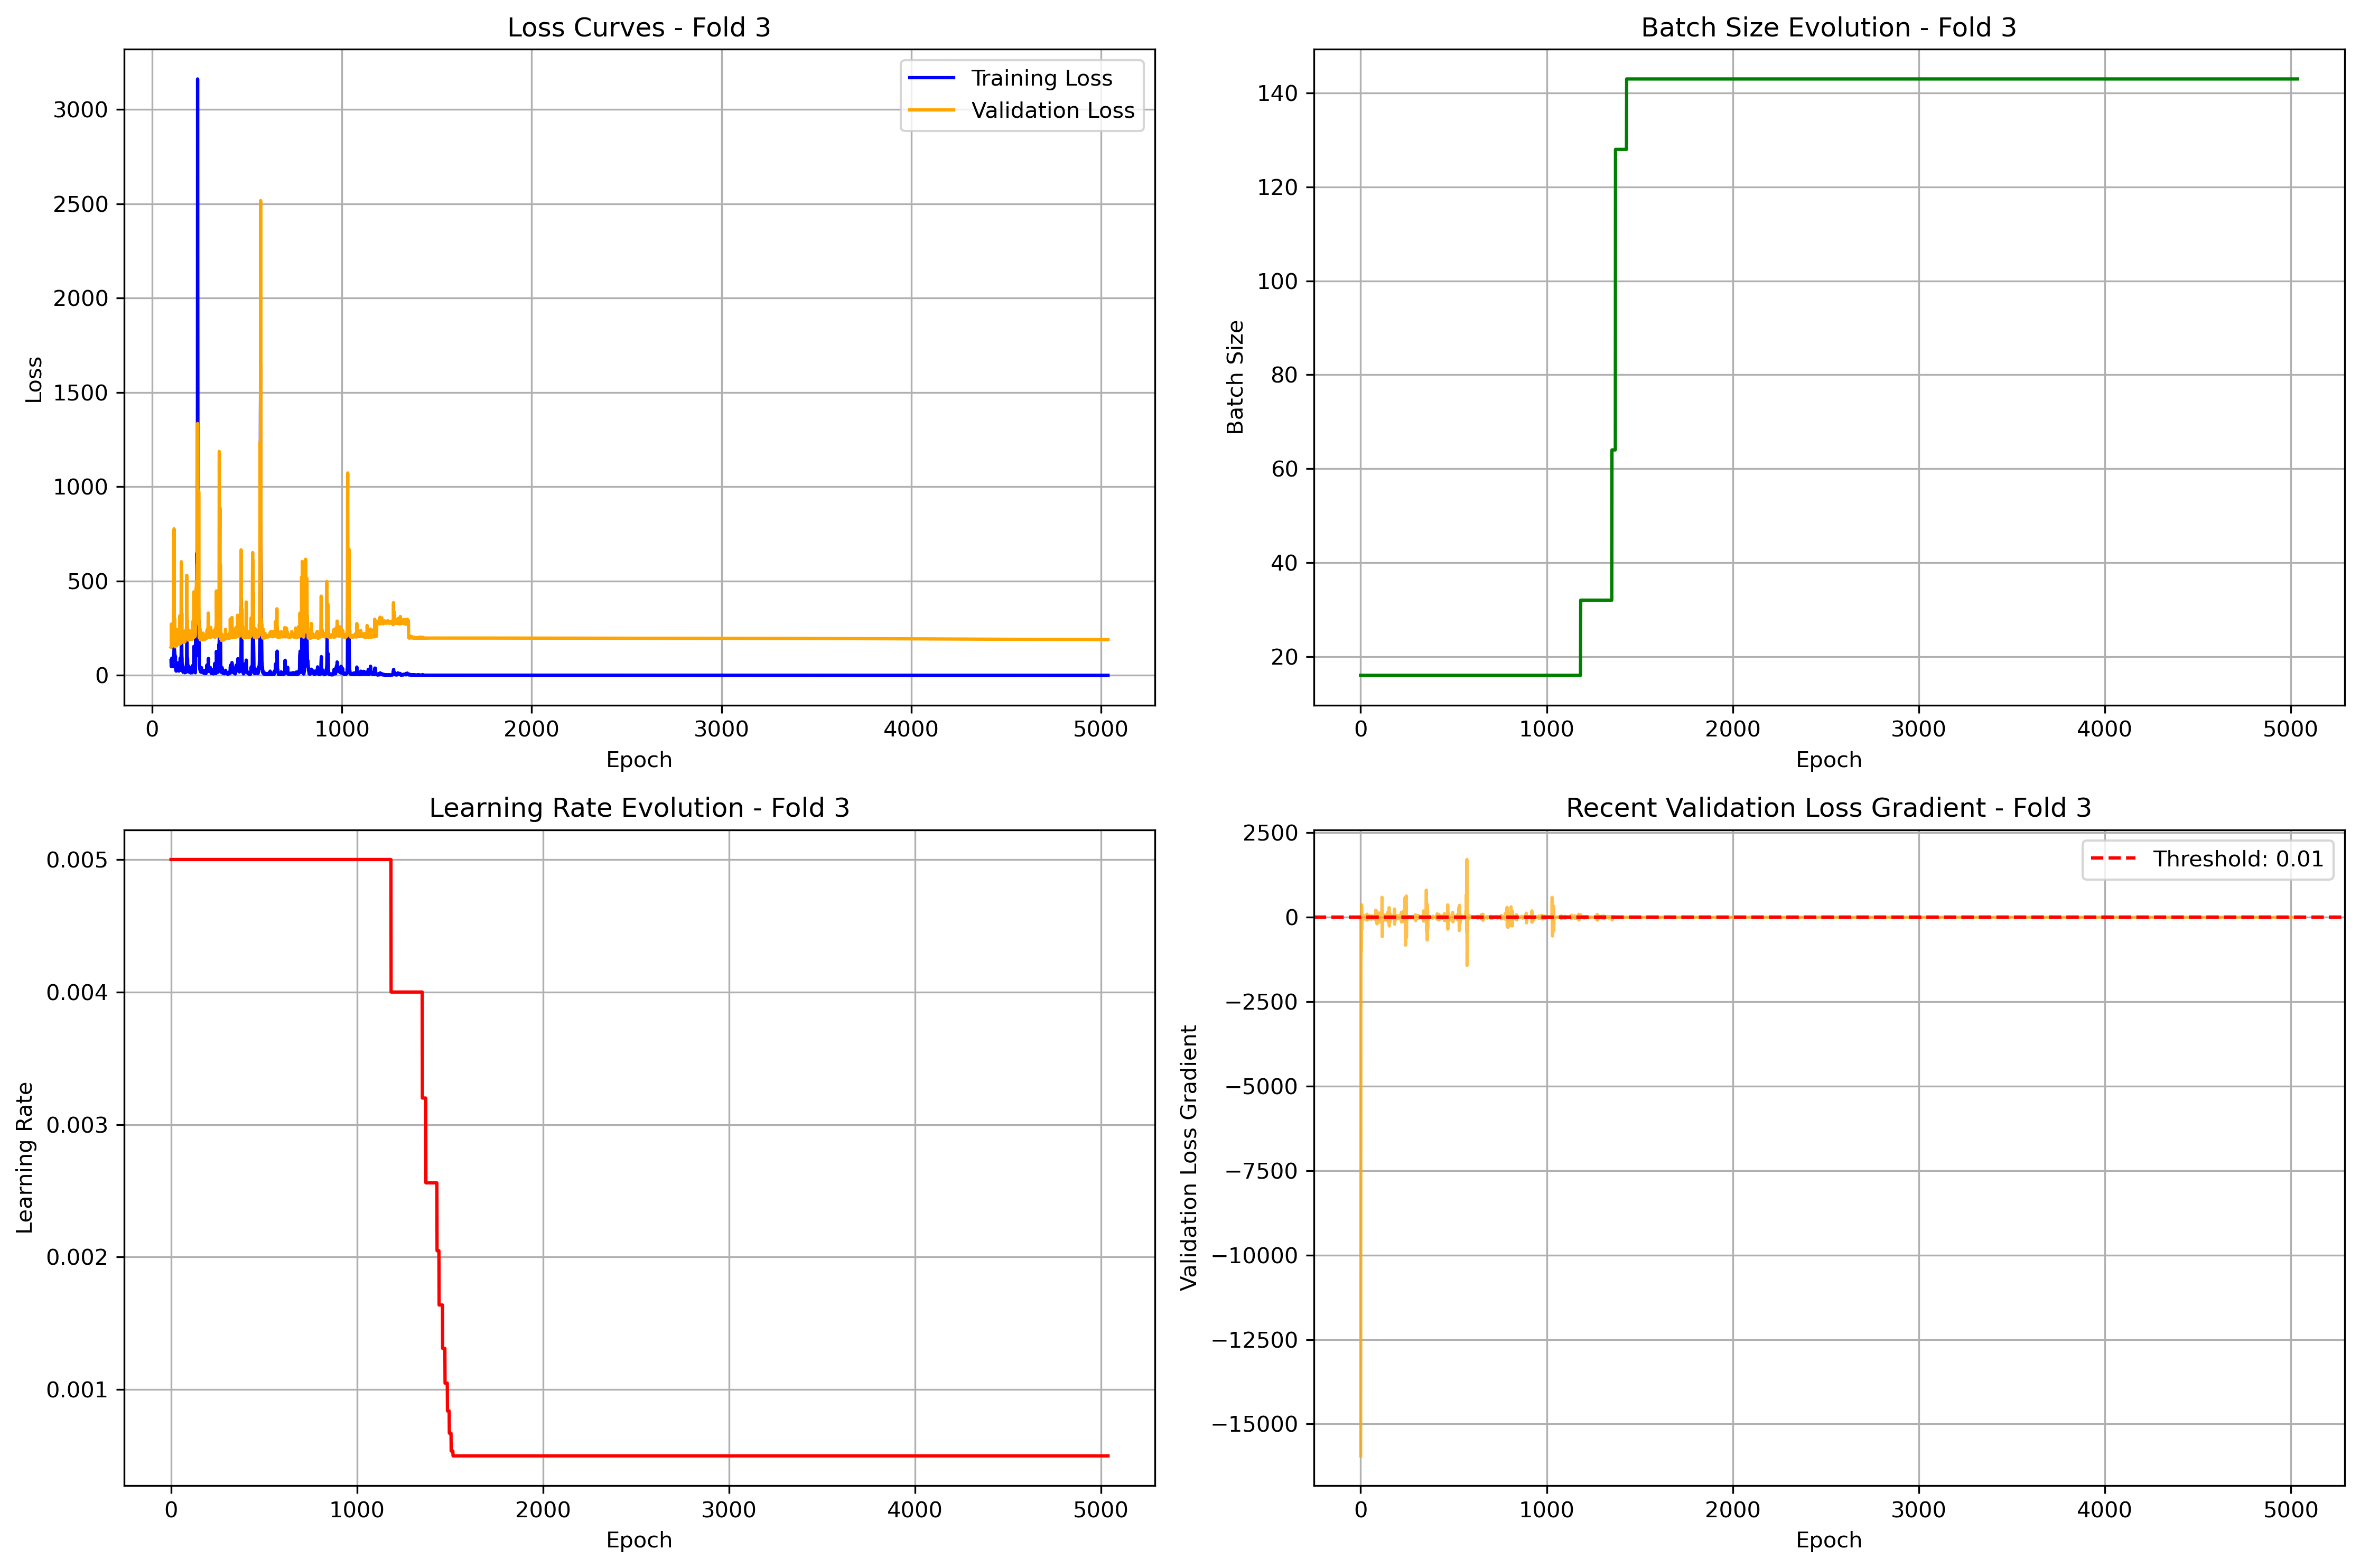 Loss Curves - Fold 3
Training Loss
Validation Loss
3000
2500
2000
1500
1000
500
0
Loss
0 1000 2000 3000 4000 5000
Epoch
Batch Size Evolution - Fold 3
140
120
100
80
60
40
20
Batch Size
0 1000 2000 3000 4000 5000
Epoch
Learning Rate Evolution - Fold 3
0.005
0.004
0.003
0.002
0.001
Learning Rate
0 1000 2000 3000 4000 5000
Epoch
Recent Validation Loss Gradient - Fold 3
Threshold: 0.01
2500
0
−2500
−5000
−7500
−10000
−12500
−15000
Validation Loss Gradient
0 1000 2000 3000 4000 5000
Epoch